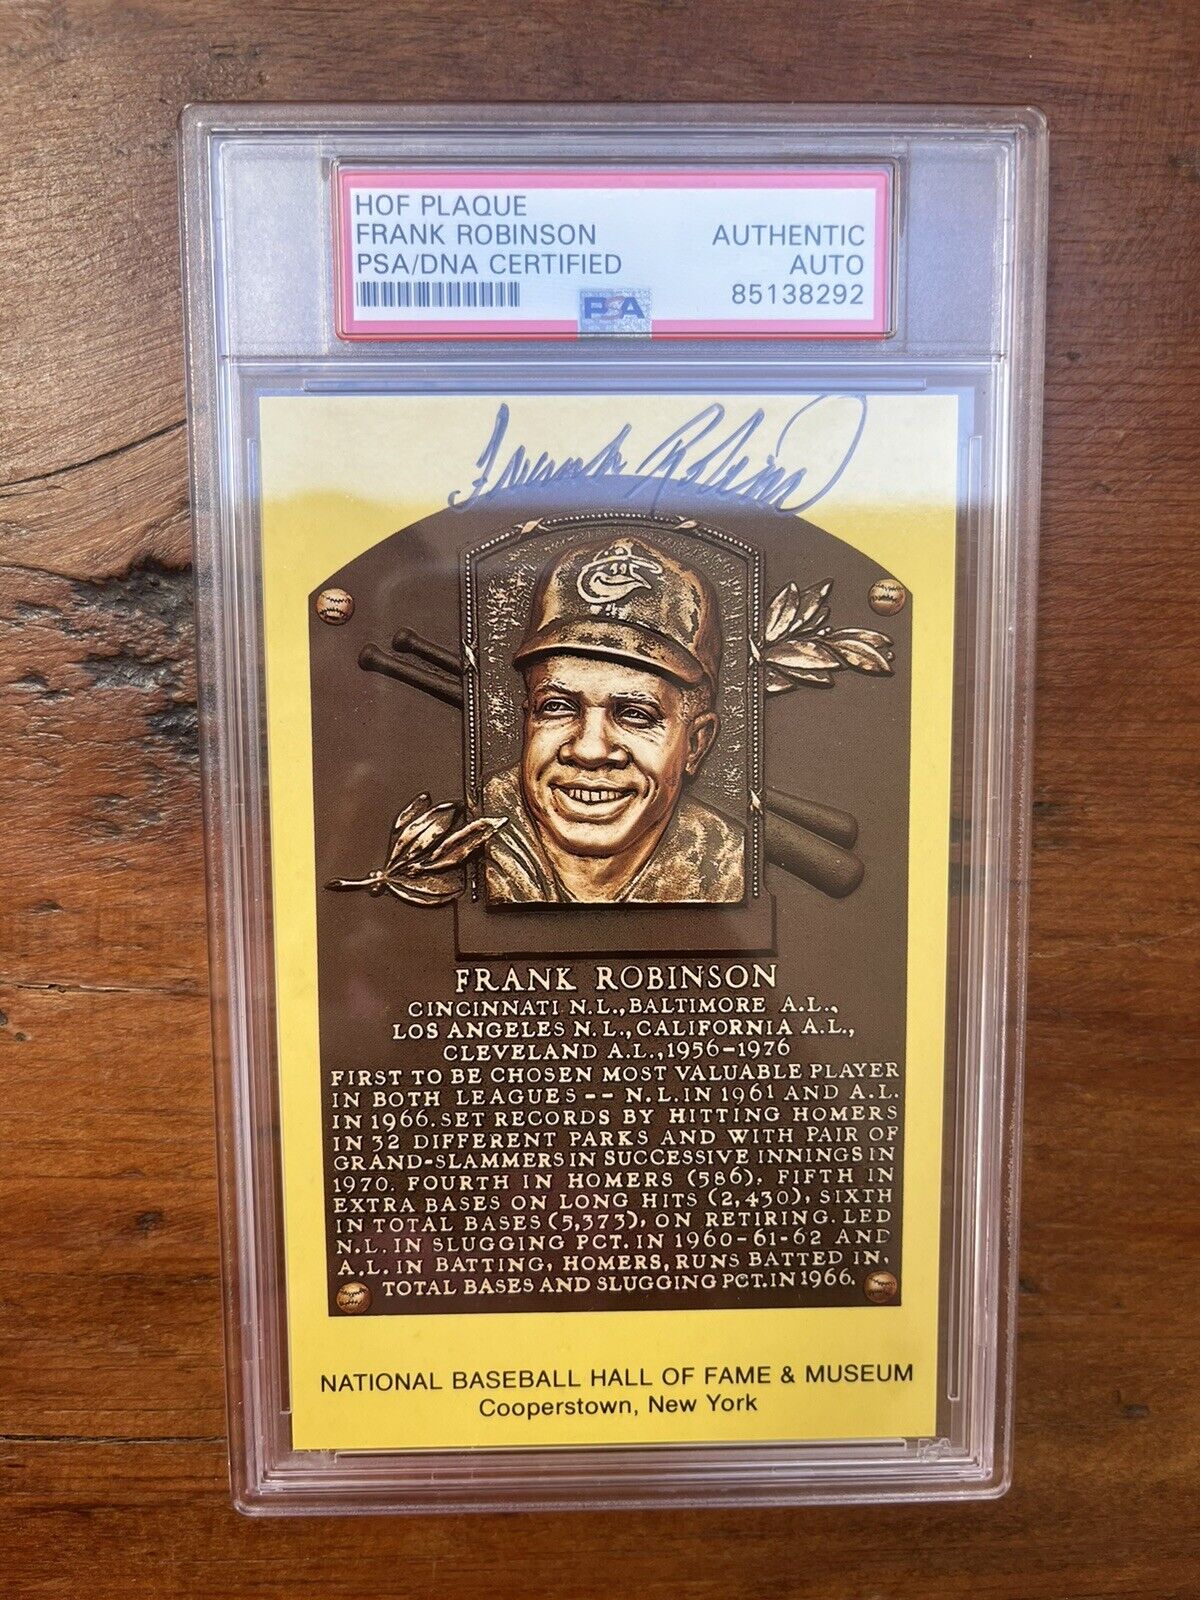 HOF PLAQUE
FRANK ROBINSON
PSA/DNA CERTIFIED
AUTHENTIC
AUTO
85138292
PSA
Frank Robinson
FRANK ROBINSON
CINCINNATI N.L., BALTIMORE A.L.,
LOS ANGELES N.L., CALIFORNIA A.L.,
CLEVELAND A.L., 1956-1976
FIRST TO BE CHOSEN MOST VALUABLE PLAYER
IN BOTH LEAGUES -- N.L. IN 1961 AND A.L.
IN 1966. SET RECORDS BY HITTING HOMERS
IN 32 DIFFERENT PARKS AND WITH PAIR OF
GRAND-SLAMMERS IN SUCCESSIVE INNINGS IN
1970. FOURTH IN HOMERS (586), FIFTH IN
EXTRA BASES ON LONG HITS (2,430), SIXTH
IN TOTAL BASES (5,373), ON RETIRING. LED
N.L. IN SLUGGING PCT. IN 1960-61-62 AND
A.L. IN BATTING, HOMERS, RUNS BATTED IN,
TOTAL BASES AND SLUGGING PCT. IN 1966.
NATIONAL BASEBALL HALL OF FAME & MUSEUM
Cooperstown, New York
PSA